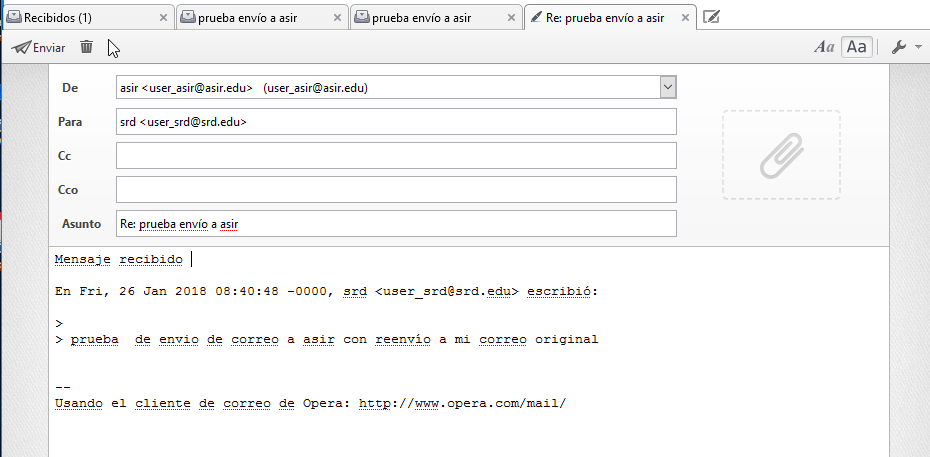 Recibidos (1)
prueba envío a asir
prueba envío a asir
Re: prueba envío a asir
Enviar
Aa
Aa
De
asir <user_asir@asir.edu> (user_asir@asir.edu)
Para
srd <user_srd@srd.edu>
Cc
Cco
Asunto
Re: prueba envío a asir
Mensaje recibido
En Fri, 26 Jan 2018 08:40:48 -0000, srd <user_srd@srd.edu> escribió:
>
> prueba  de envio de correo a asir con reenvío a mi correo original
--
Usando el cliente de correo de Opera: http://www.opera.com/mail/